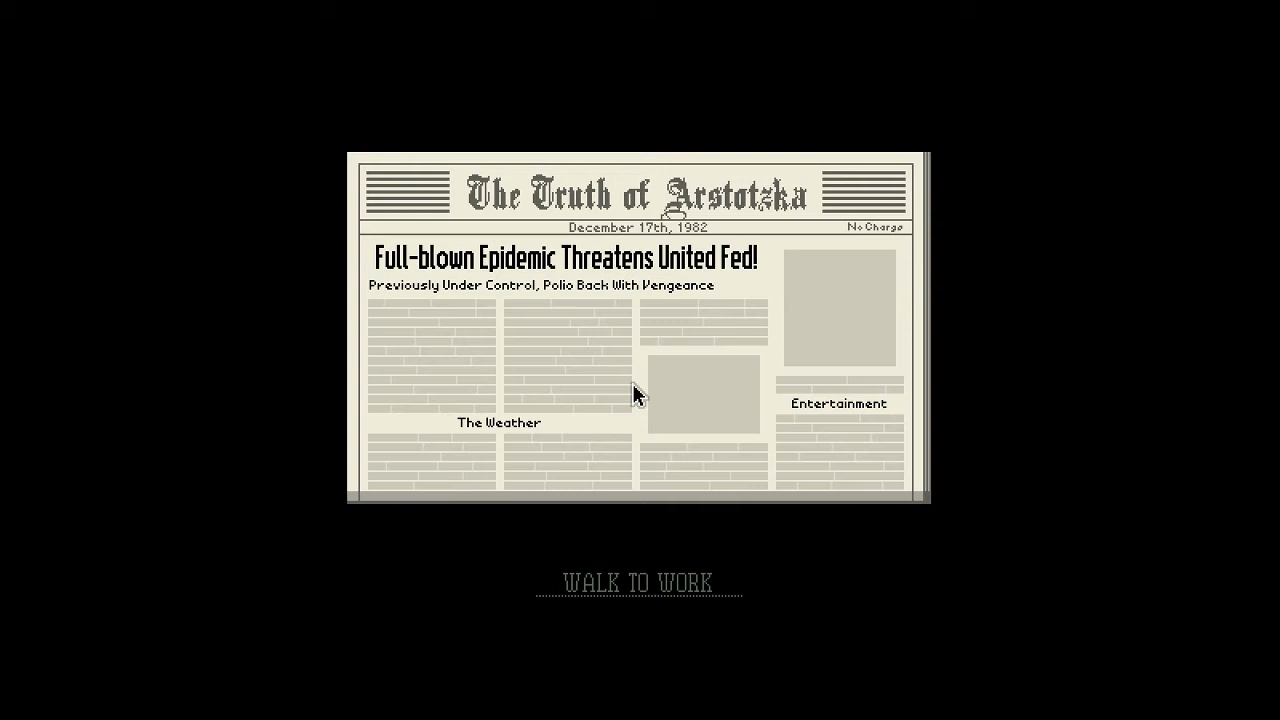 The Truth of Arstotzka
December 17th, 1982
No Charge
Full-blown Epidemic Threatens United Fed!
Previously Under Control, Polio Back With Vengeance
Entertainment
The Weather
WALK TO WORK